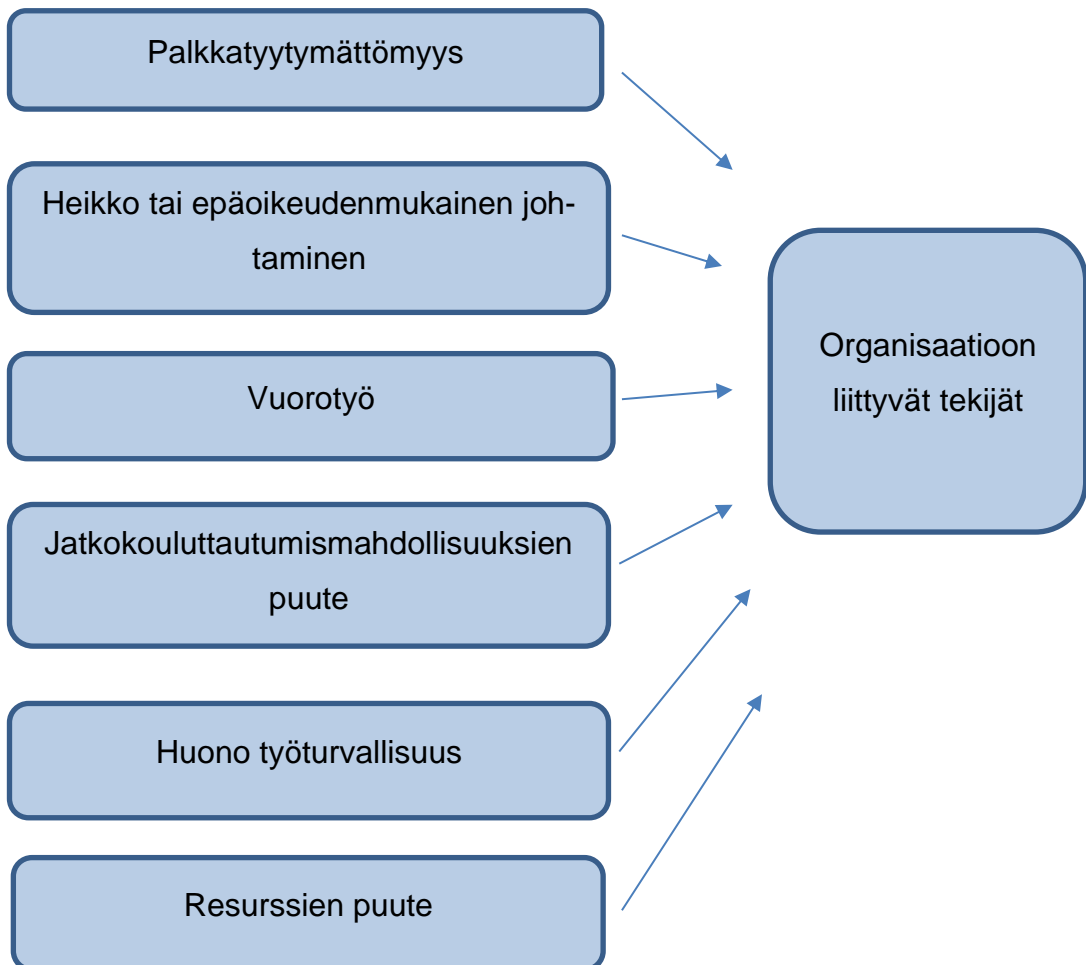 Palkkatyytymättömyys
Heikko tai epäoikeudenmukainen joh-
taminen
Vuorotyö
Jatkokouluttautumismahdollisuuksien
puute
Huono työturvallisuus
Resurssien puute
Organisaatioon
liittyvät tekijät